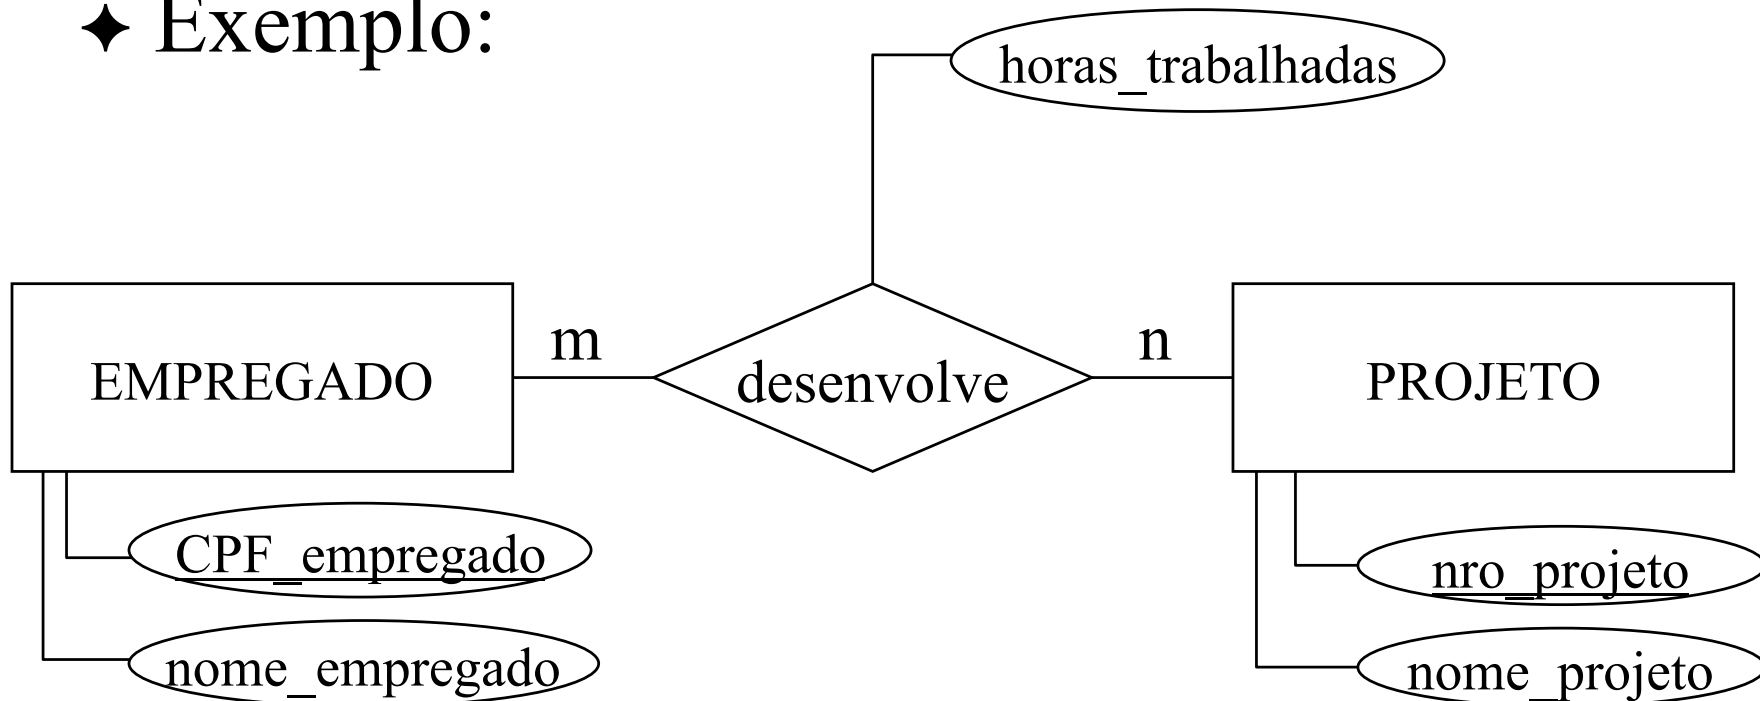 ✦ Exemplo:
horas_trabalhadas
EMPREGADO
m
desenvolve
n
PROJETO
CPF_empregado
nome_empregado
nro_projeto
nome_projeto